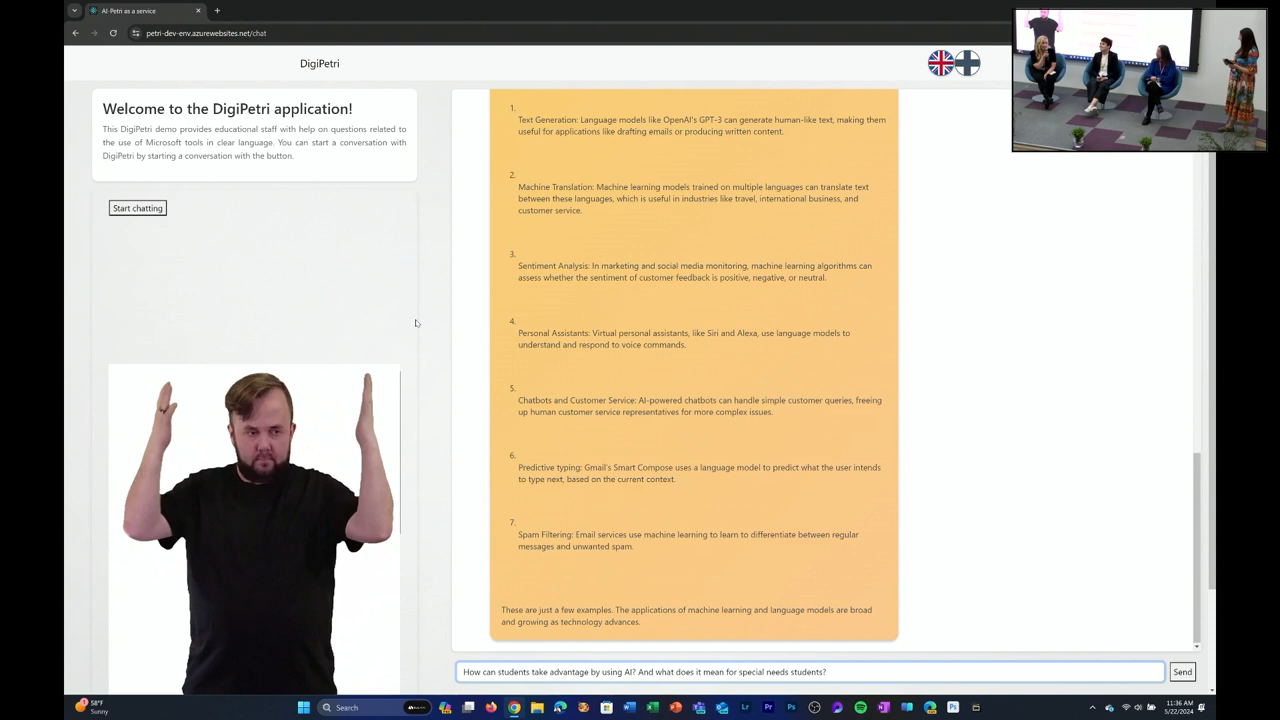 AI-Petri as a service
petri-dev-env.azurewebsites.net/chat
DigiPetri
Welcome to the DigiPetri application!
This DigiPetri demo provides educational staff with help on questions related to
the use of Microsoft tools in clear language. You can start a conversation with
DigiPetri by starting a conversation with the button.
Start chatting
1.
Text Generation: Language models like OpenAI's GPT-3 can generate human-like text, making them
useful for applications like drafting emails or producing written content.
2.
Machine Translation: Machine learning models trained on multiple languages can translate text
between these languages, which is useful in industries like travel, international business, and
customer service.
3.
Sentiment Analysis: In marketing and social media monitoring, machine learning algorithms can
assess whether the sentiment of customer feedback is positive, negative, or neutral.
4.
Personal Assistants: Virtual personal assistants, like Siri and Alexa, use language models to
understand and respond to voice commands.
5.
Chatbots and Customer Service: AI-powered chatbots can handle simple customer queries, freeing
up human customer service representatives for more complex issues.
6.
Predictive typing: Gmail's Smart Compose uses a language model to predict what the user intends
to type next, based on the current context.
7.
Spam Filtering: Email services use machine learning to learn to differentiate between regular
messages and unwanted spam.
These are just a few examples. The applications of machine learning and language models are broad
and growing as technology advances.
How can students take advantage by using AI? And what does it mean for special needs students?
Send
1
58°F
Sunny
Search
11:36 AM
5/22/2024